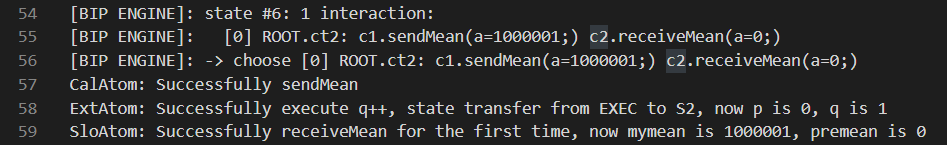 54 [BIP ENGINE]: state #6: 1 interaction:
55 [BIP ENGINE]:   [0] ROOT.ct2: c1.sendMean(a=1000001;) c2.receiveMean(a=0;)
56 [BIP ENGINE]: -> choose [0] ROOT.ct2: c1.sendMean(a=1000001;) c2.receiveMean(a=0;)
57 CalAtom: Successfully sendMean
58 ExtAtom: Successfully execute q++, state transfer from EXEC to S2, now p is 0, q is 1
59 SloAtom: Successfully receiveMean for the first time, now mymean is 1000001, premean is 0